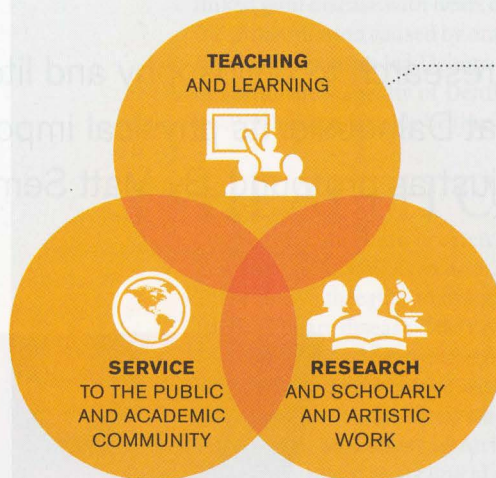 TEACHING
AND LEARNING
SERVICE
TO THE PUBLIC
AND ACADEMIC
COMMUNITY
RESEARCH
AND SCHOLARLY
AND ARTISTIC
WORK